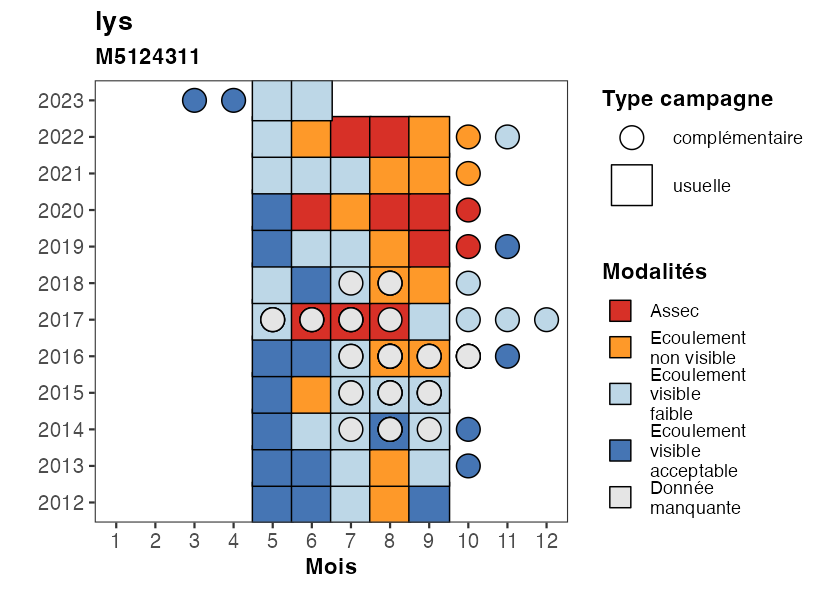 lys
M5124311
2023
2022
2021
2020
2019
2018
2017
2016
2015
2014
2013
2012
1 2 3 4 5 6 7 8 9 10 11 12
Mois
Type campagne
complémentaire
usuelle
Modalités
Assec
Ecoulement
non visible
Ecoulement
visible
faible
Ecoulement
visible
acceptable
Donnée
manquante